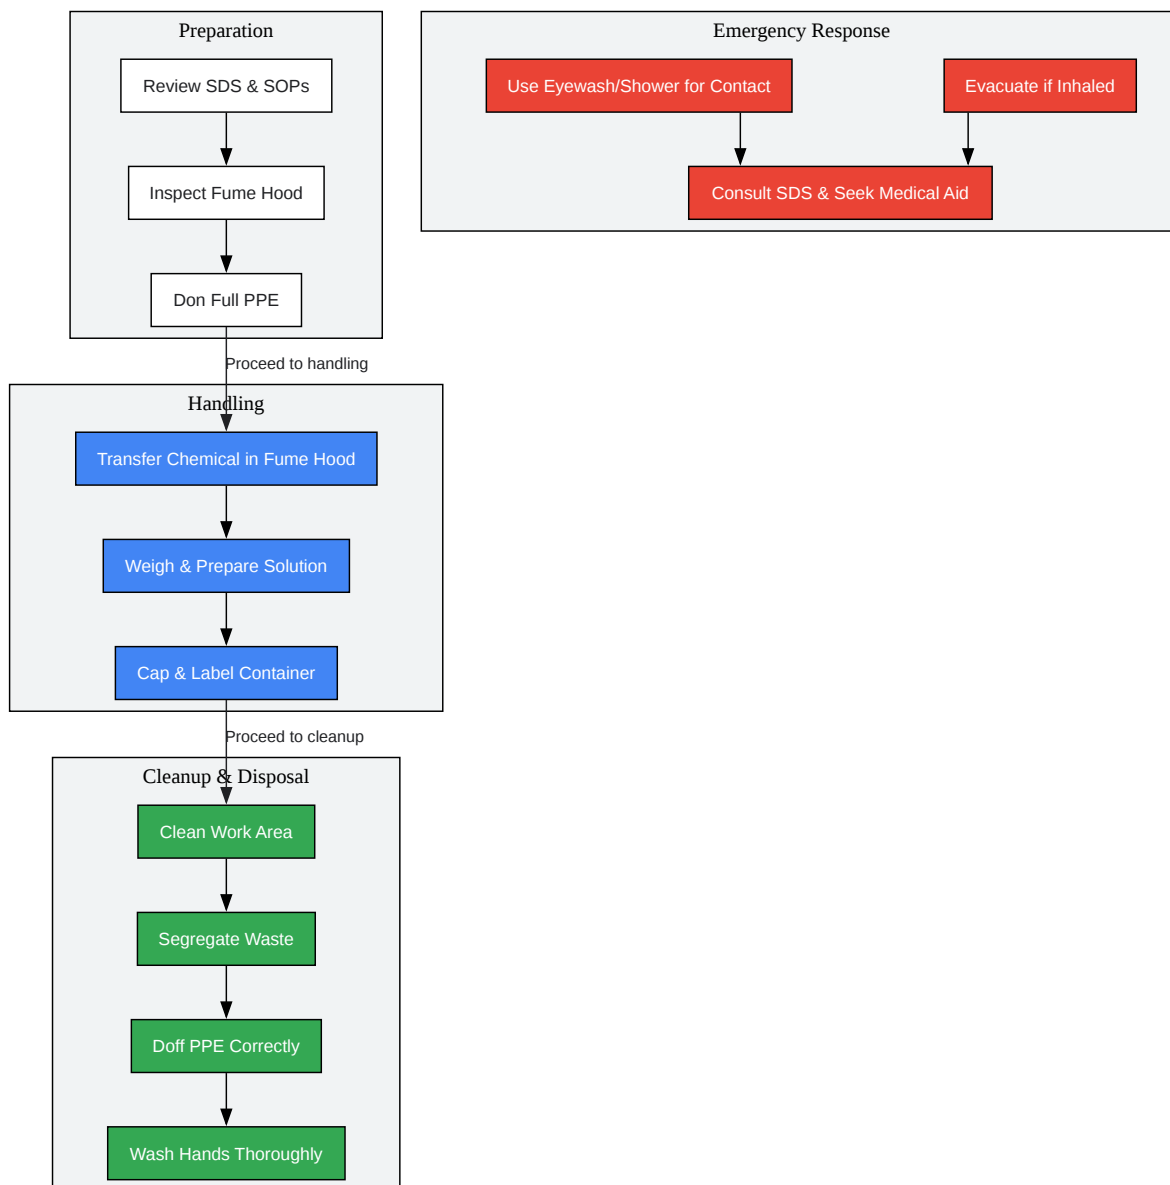 Preparation
Review SDS & SOPs
Inspect Fume Hood
Don Full PPE
Proceed to handling
Handling
Transfer Chemical in Fume Hood
Weigh & Prepare Solution
Cap & Label Container
Proceed to cleanup
Cleanup & Disposal
Clean Work Area
Segregate Waste
Doff PPE Correctly
Wash Hands Thoroughly
Emergency Response
Use Eyewash/Shower for Contact
Evacuate if Inhaled
Consult SDS & Seek Medical Aid